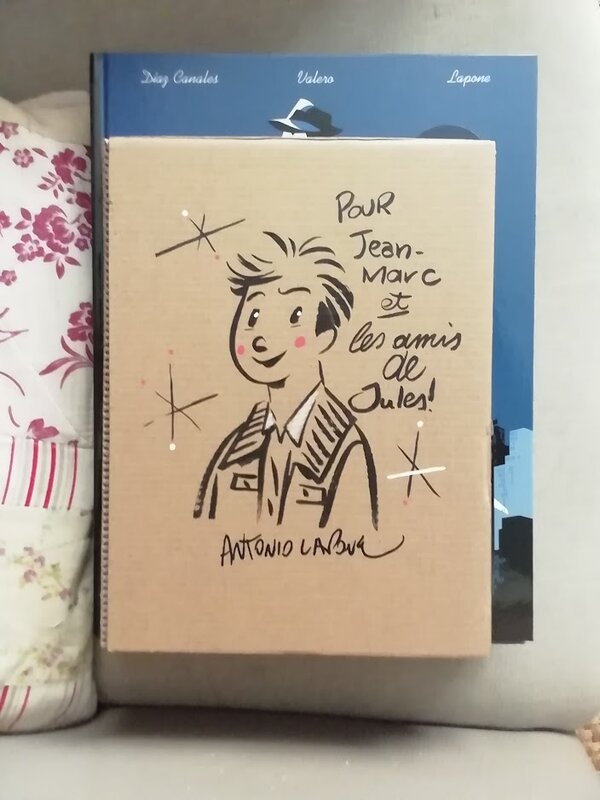 Díaz Canales Valero Lapone
POUR
Jean-
Marc
et
les amis
de
Jules!
ANTONIO LAPONE